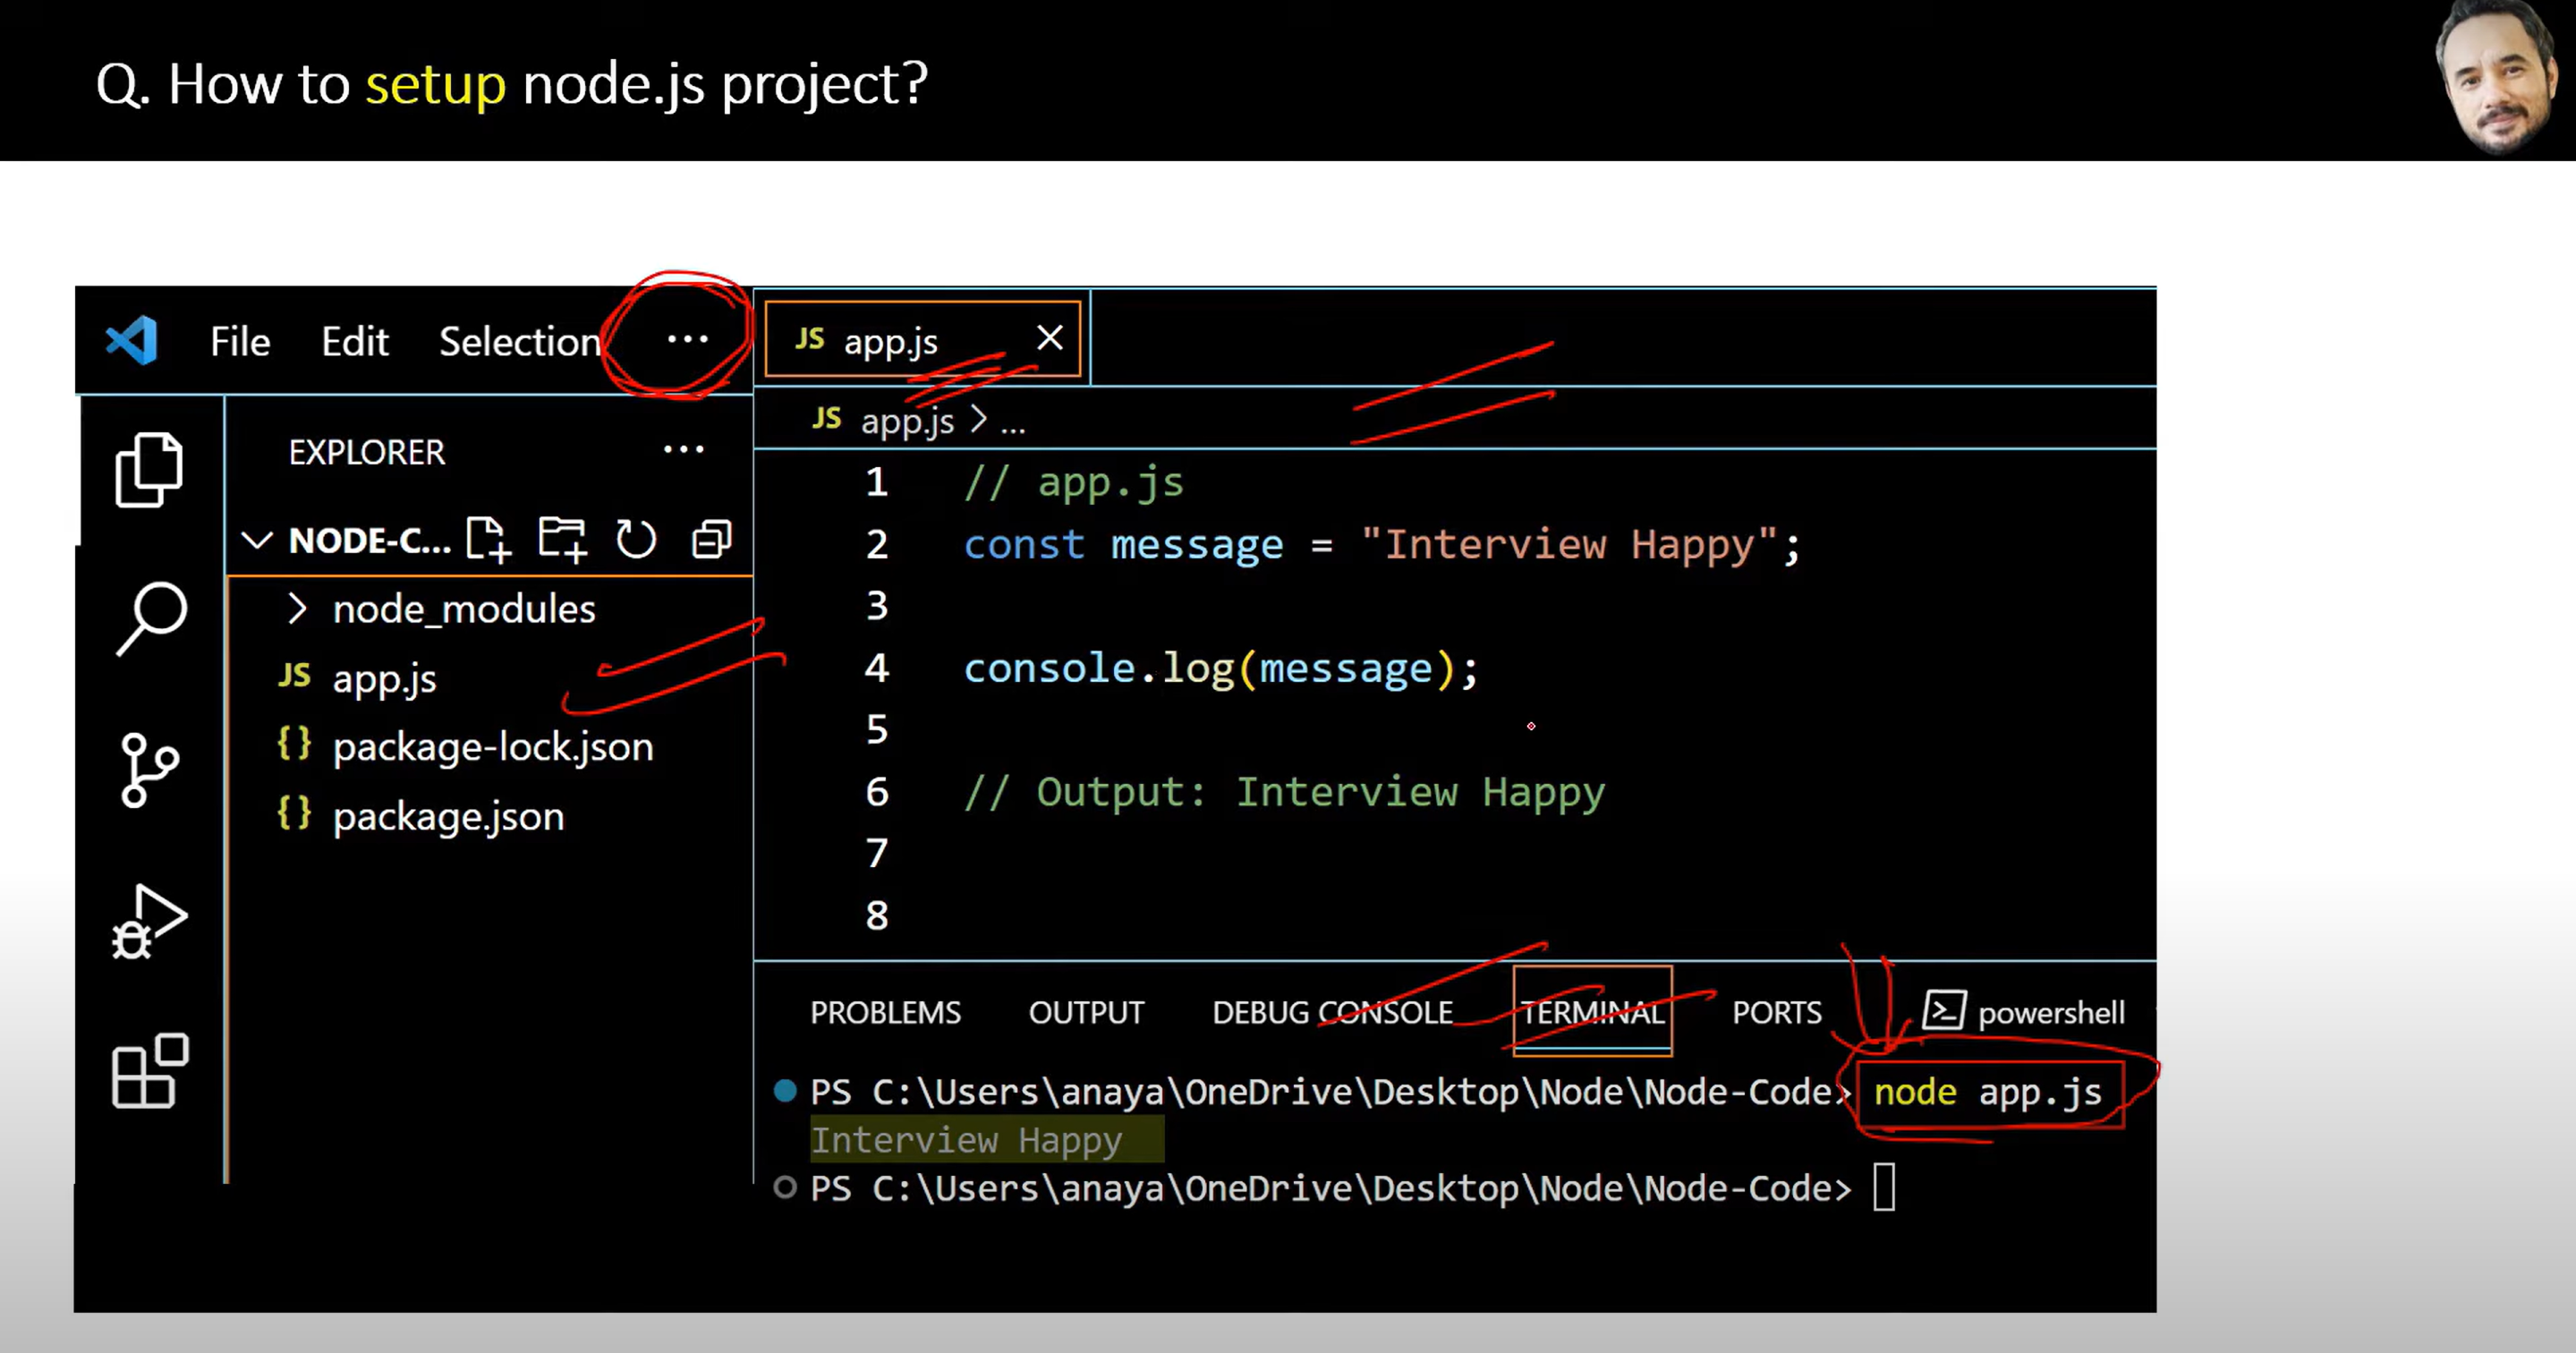 Q. How to setup node.js project?
File Edit Selection ...
JS app.js
EXPLORER ...
NODE-C...
node_modules
JS app.js
{} package-lock.json
{} package.json
JS app.js > ...
1 // app.js
2 const message = "Interview Happy";
3
4 console.log(message);
5
6 // Output: Interview Happy
7
8
PROBLEMS OUTPUT DEBUG CONSOLE TERMINAL PORTS powershell
PS C:\Users\anaya\OneDrive\Desktop\Node\Node-Code> node app.js
Interview Happy
PS C:\Users\anaya\OneDrive\Desktop\Node\Node-Code>